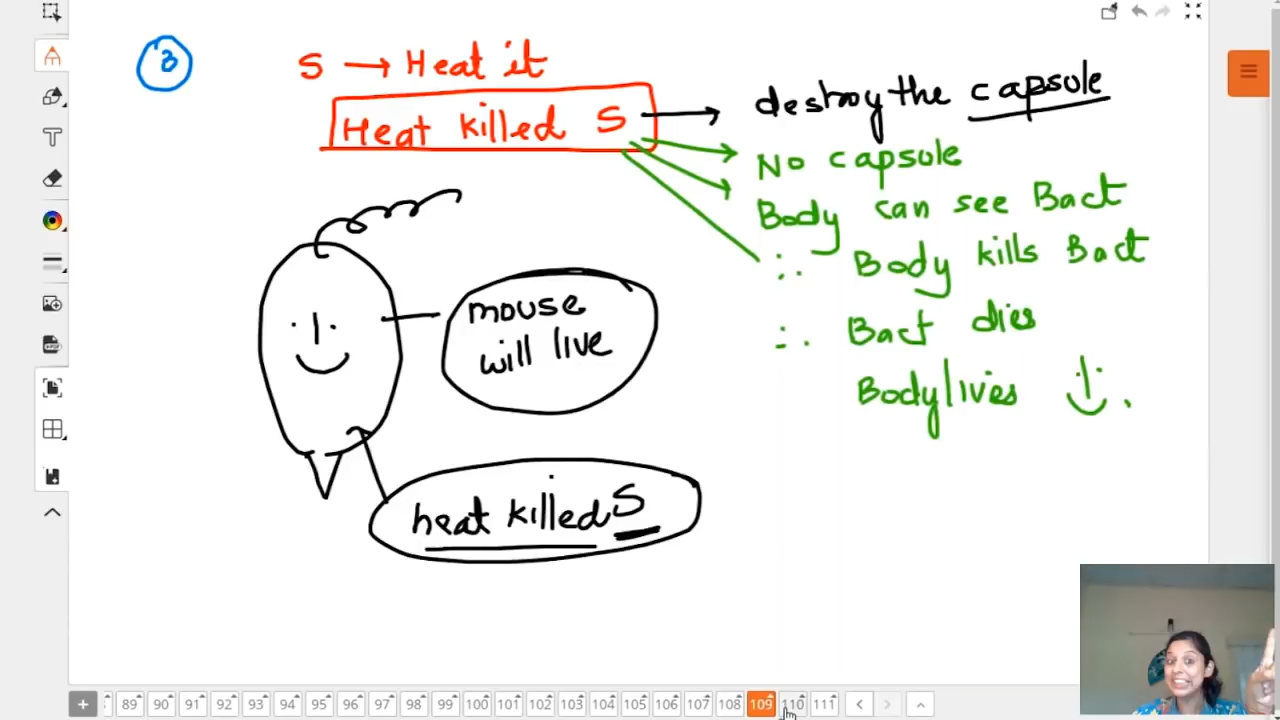 3
S → Heat it
Heat killed S → destroy the capsule
No capsule
Body can see Bact
∴ Body kills Bact
∴ Bact dies
Body lives
mouse
will live
heat killed S
89 90 91 92 93 94 95 96 97 98 99 100 101 102 103 104 105 106 107 108 109 110 111